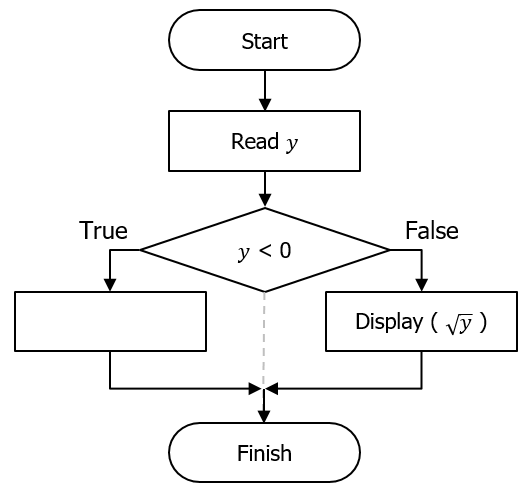 Start
Read y
y < 0
True
False
Display ( √y )
Finish